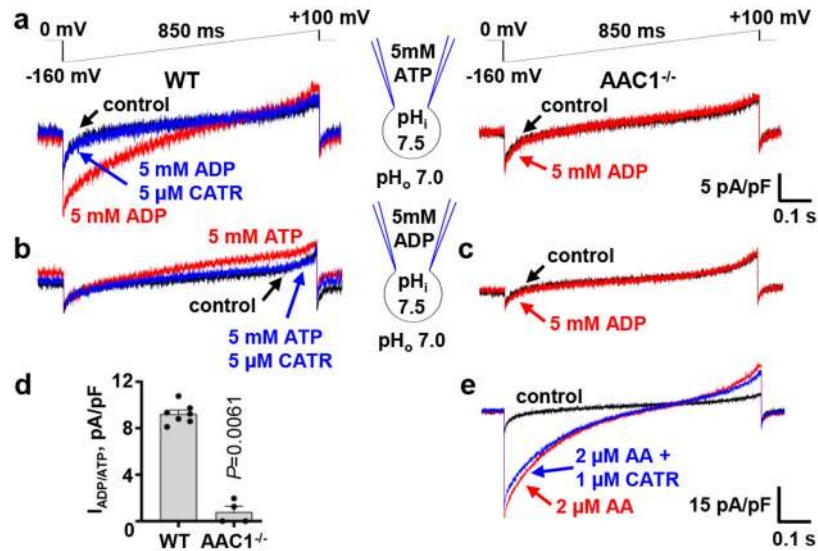 a
0 mV
850 ms
+100 mV
-160 mV
WT
control
5 mM ADP
5 µM CATR
5 mM ADP
5mM
ATP
pHi
7.5
pHo 7.0
0 mV
850 ms
+100 mV
-160 mV
AAC1-/-
control
5 mM ADP
5 pA/pF
0.1 s
b
5 mM ATP
control
5 mM ATP
5 µM CATR
5mM
ADP
pHi
7.5
pHo 7.0
c
control
5 mM ADP
d
IADP/ATP, pA/pF
12
8
4
0
P=0.0061
WT
AAC1-/-
e
control
2 µM AA +
1 µM CATR
2 µM AA
15 pA/pF
0.1 s